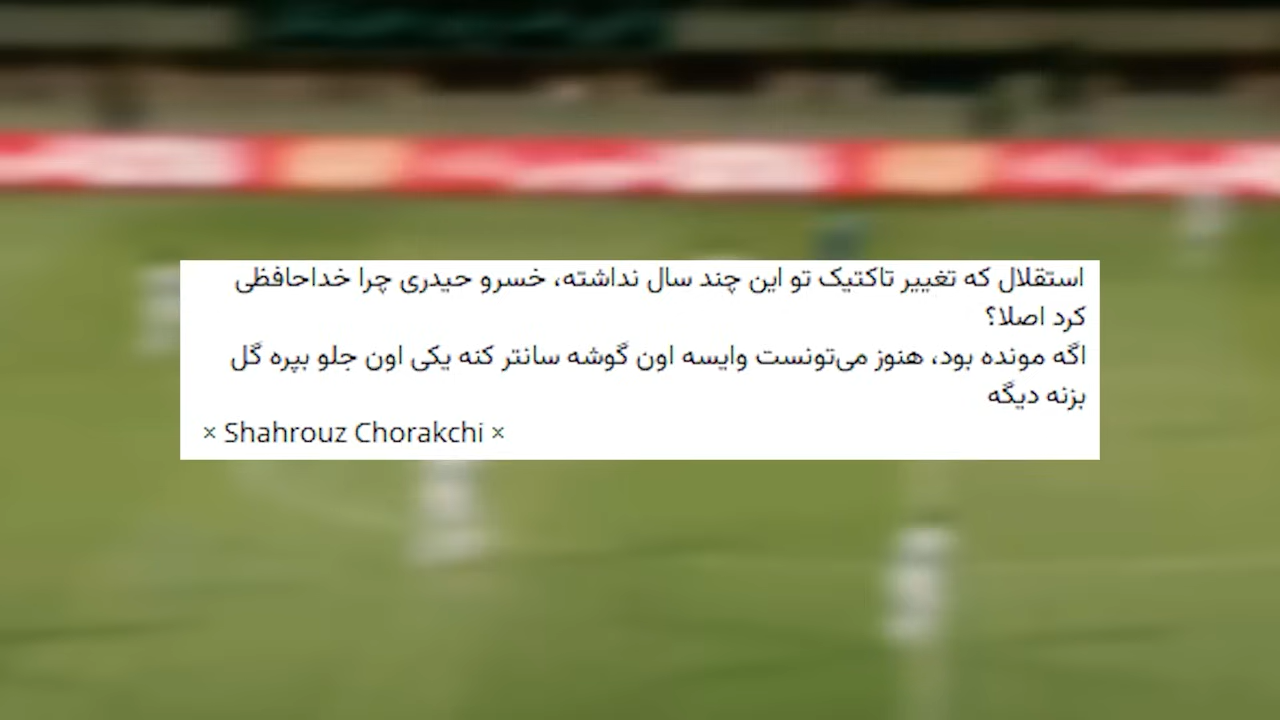 استقلال که تغییر تاکتیک تو این چند سال نداشته، خسرو حیدری چرا خداحافظی
کرد اصلا؟
اگه مونده بود، هنوز می‌تونست وایسه اون گوشه سانتر کنه یکی اون جلو بپره گل
بزنه دیگه
× Shahrouz Chorakchi ×